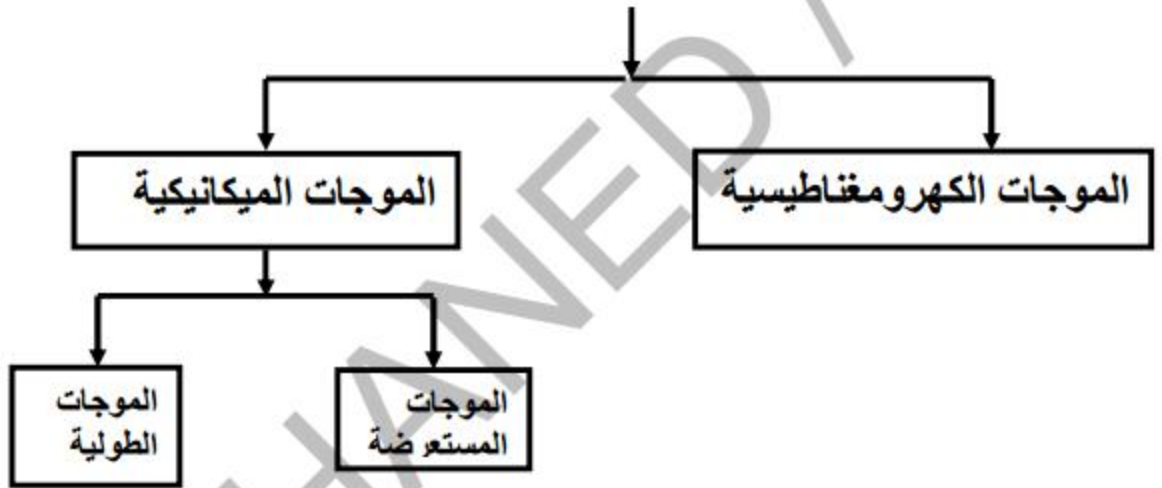 الموجات الكهرومغناطيسية
الموجات الميكانيكية
الموجات
المستعرضة
الموجات
الطولية